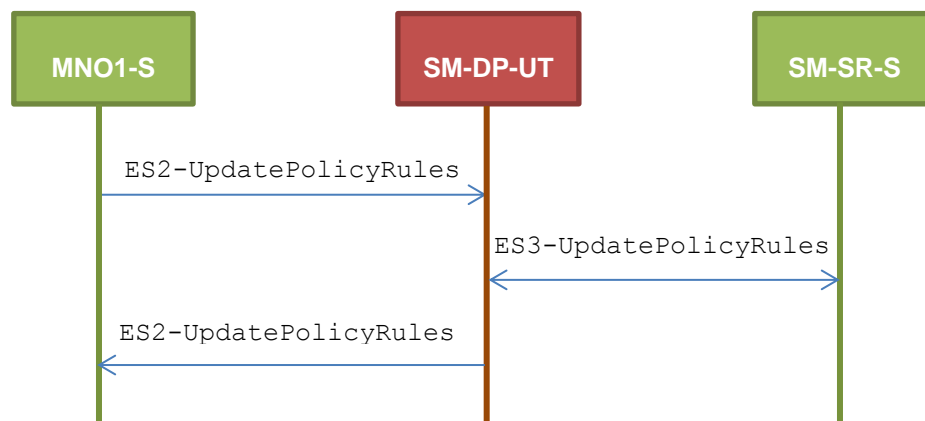 MNO1-S
SM-DP-UT
SM-SR-S
ES2-UpdatePolicyRules
ES3-UpdatePolicyRules
ES2-UpdatePolicyRules